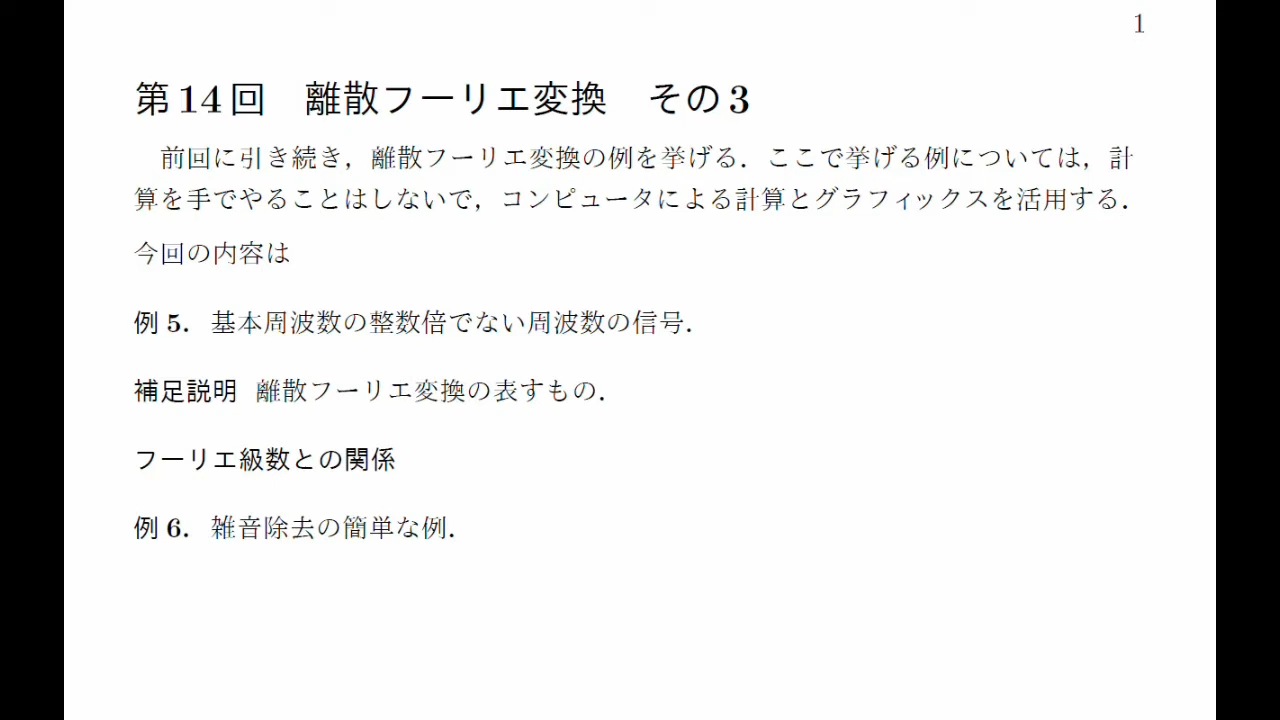 1
第14回　離散フーリエ変換　その3
前回に引き続き，離散フーリエ変換の例を挙げる．ここで挙げる例については，計
算を手でやることはしないで，コンピュータによる計算とグラフィックスを活用する．
今回の内容は
例 5．基本周波数の整数倍でない周波数の信号．
補足説明 離散フーリエ変換の表すもの．
フーリエ級数との関係
例 6．雑音除去の簡単な例．